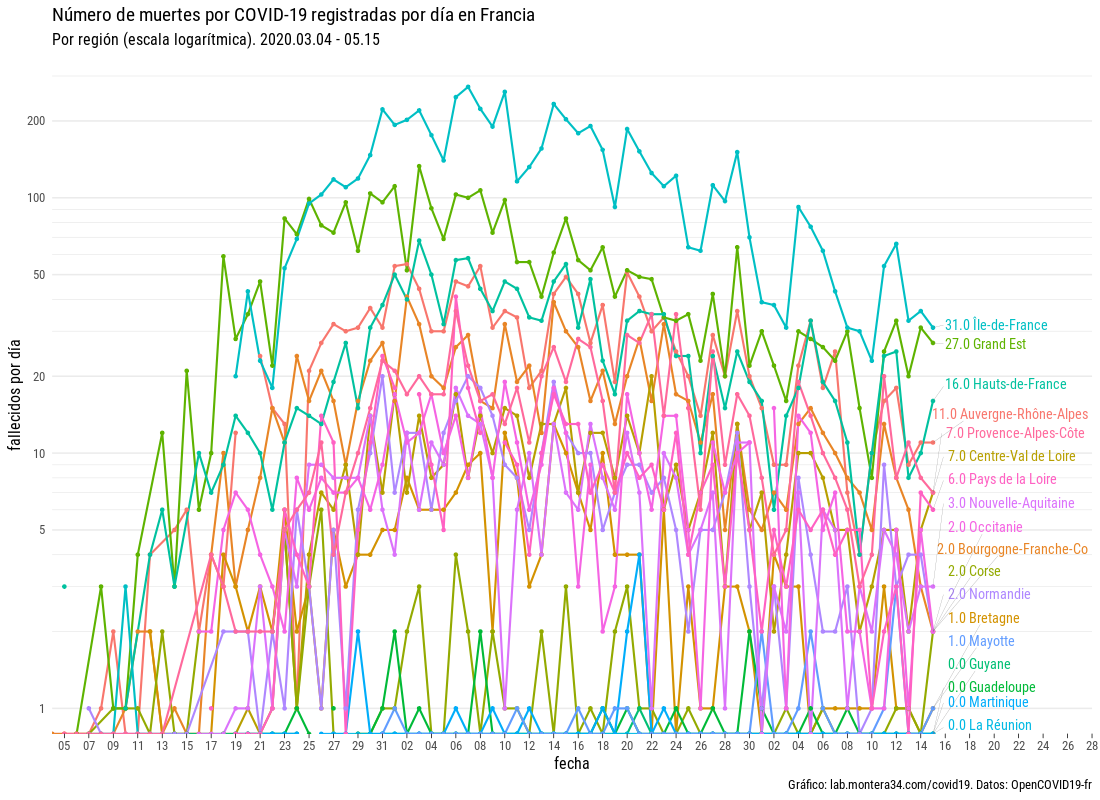 Número de muertes por COVID-19 registradas por día en Francia
Por región (escala logarítmica). 2020.03.04 - 05.15
fallecidos por día
200
100
50
20
10
5
1
31.0 Île-de-France
27.0 Grand Est
16.0 Hauts-de-France
11.0 Auvergne-Rhône-Alpes
7.0 Provence-Alpes-Côte
7.0 Centre-Val de Loire
6.0 Pays de la Loire
3.0 Nouvelle-Aquitaine
2.0 Occitanie
2.0 Bourgogne-Franche-Co
2.0 Corse
2.0 Normandie
1.0 Bretagne
1.0 Mayotte
0.0 Guyane
0.0 Guadeloupe
0.0 Martinique
0.0 La Réunion
05 07 09 11 13 15 17 19 21 23 25 27 29 31 02 04 06 08 10 12 14 16 18 20 22 24 26 28 30 02 04 06 08 10 12 14 16 18 20 22 24 26 28
fecha
Gráfico: lab.montera34.com/covid19. Datos: OpenCOVID19-fr